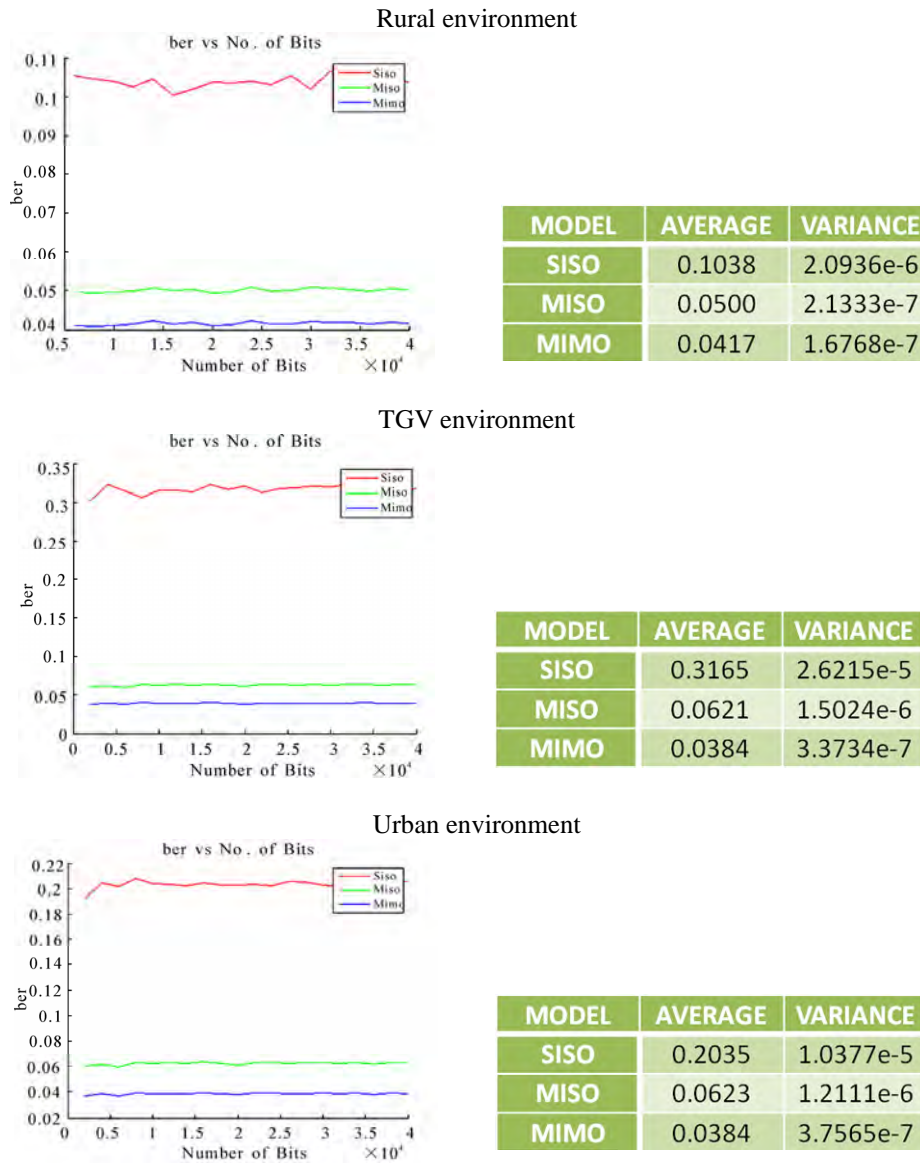 Rural environment
ber vs No. of Bits
0.11
0.1
0.09
0.08
0.07
0.06
0.05
0.04
ber
0.5 1 1.5 2 2.5 3 3.5 4
Number of Bits ×10⁴
Siso
Miso
Mimo
MODEL AVERAGE VARIANCE
SISO 0.1038 2.0936e-6
MISO 0.0500 2.1333e-7
MIMO 0.0417 1.6768e-7
TGV environment
ber vs No. of Bits
0.35
0.3
0.25
0.2
0.15
0.1
0.05
0
ber
0 0.5 1 1.5 2 2.5 3 3.5 4
Number of Bits ×10⁴
Siso
Miso
Mimo
MODEL AVERAGE VARIANCE
SISO 0.3165 2.6215e-5
MISO 0.0621 1.5024e-6
MIMO 0.0384 3.3734e-7
Urban environment
ber vs No. of Bits
0.22
0.2
0.18
0.16
0.14
0.12
0.1
0.08
0.06
0.04
0.02
ber
0 0.5 1 1.5 2 2.5 3 3.5 4
Number of Bits ×10⁴
Siso
Miso
Mimo
MODEL AVERAGE VARIANCE
SISO 0.2035 1.0377e-5
MISO 0.0623 1.2111e-6
MIMO 0.0384 3.7565e-7